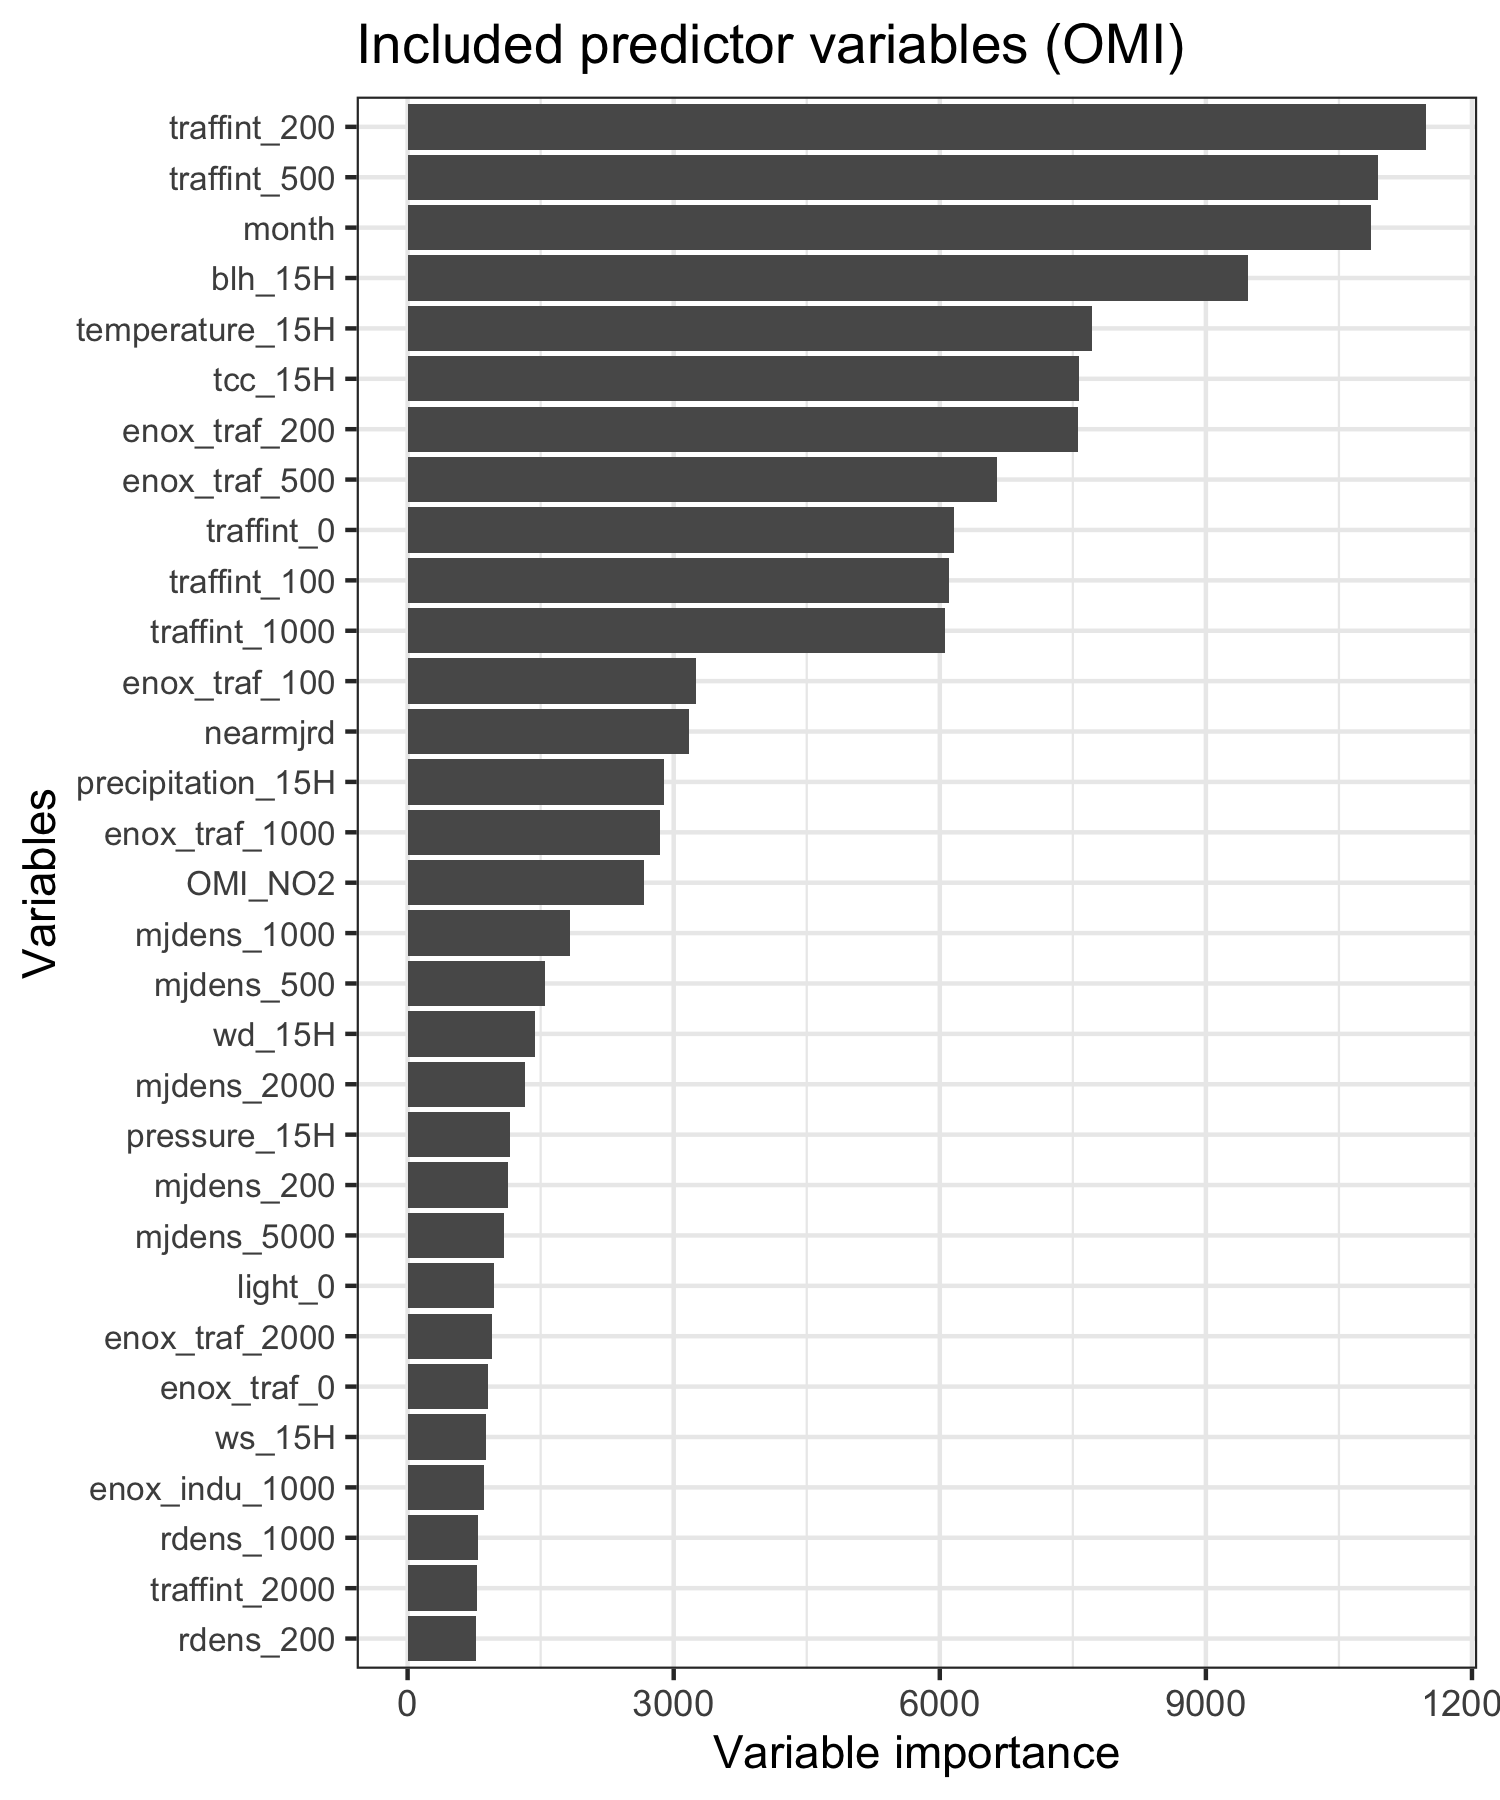 Included predictor variables (OMI)
traffint_200
traffint_500
month
blh_15H
temperature_15H
tcc_15H
enox_traf_200
enox_traf_500
traffint_0
traffint_100
traffint_1000
enox_traf_100
nearmjrd
precipitation_15H
enox_traf_1000
OMI_NO2
mjdens_1000
mjdens_500
wd_15H
mjdens_2000
pressure_15H
mjdens_200
mjdens_5000
light_0
enox_traf_2000
enox_traf_0
ws_15H
enox_indu_1000
rdens_1000
traffint_2000
rdens_200
Variables
0 3000 6000 9000 1200
Variable importance